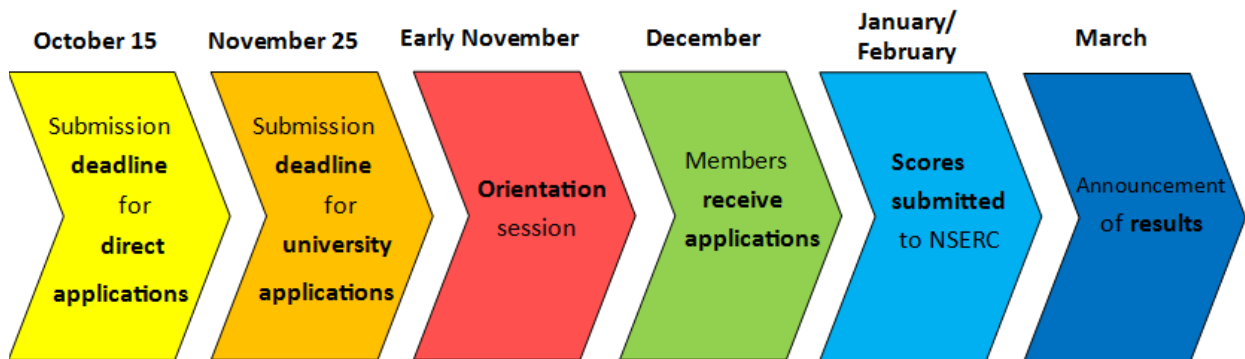 October 15
Submission
deadline
for
direct
applications
November 25
Submission
deadline
for
university
applications
Early November
Orientation
session
December
Members
receive
applications
January/
February
Scores
submitted
to NSERC
March
Announcement
of results